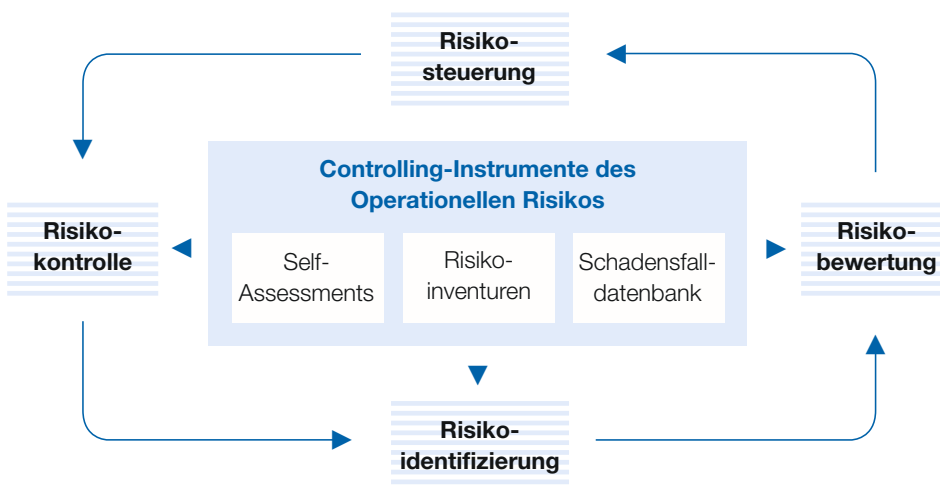 Risiko-
steuerung
Controlling-Instrumente des
Operationellen Risikos
Risiko-
kontrolle
Self-
Assessments
Risiko-
inventuren
Schadensfall-
datenbank
Risiko-
bewertung
Risiko-
identifizierung